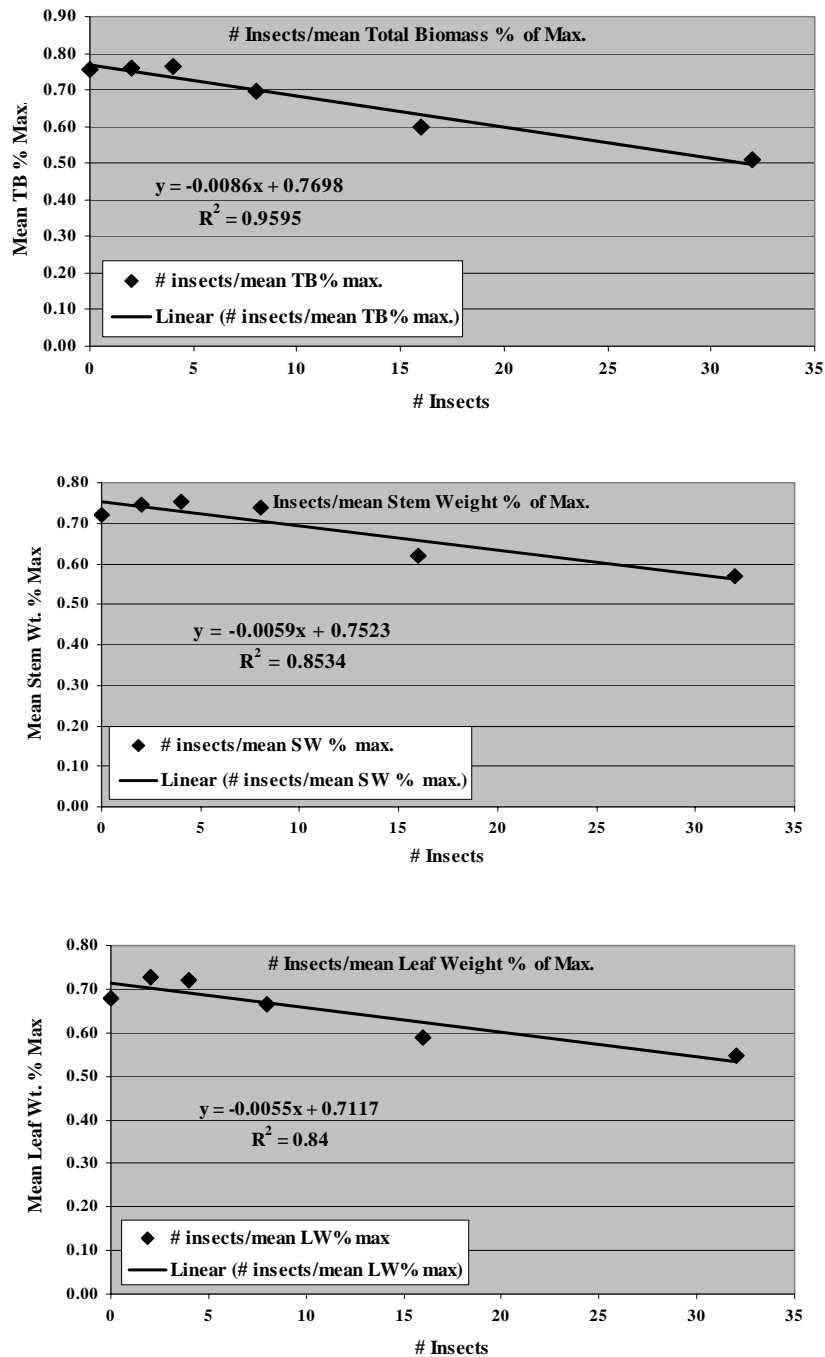 # Insects/mean Total Biomass % of Max.
0.90
0.80
0.70
0.60
0.50
0.40
0.30
0.20
0.10
0.00
Mean TB % Max
y = -0.0086x + 0.7698
R² = 0.9595
# insects/mean TB% max.
Linear (# insects/mean TB% max.)
0 5 10 15 20 25 30 35
# Insects
Insects/mean Stem Weight % of Max.
0.80
0.70
0.60
0.50
0.40
0.30
0.20
0.10
0.00
Mean Stem Wt. % Max
y = -0.0059x + 0.7523
R² = 0.8534
# insects/mean SW % max.
Linear (# insects/mean SW % max.)
0 5 10 15 20 25 30 35
# Insects
# Insects/mean Leaf Weight % of Max.
0.80
0.70
0.60
0.50
0.40
0.30
0.20
0.10
0.00
Mean Leaf Wt. % Max
y = -0.0055x + 0.7117
R² = 0.84
# insects/mean LW% max
Linear (# insects/mean LW% max)
0 5 10 15 20 25 30 35
# Insects